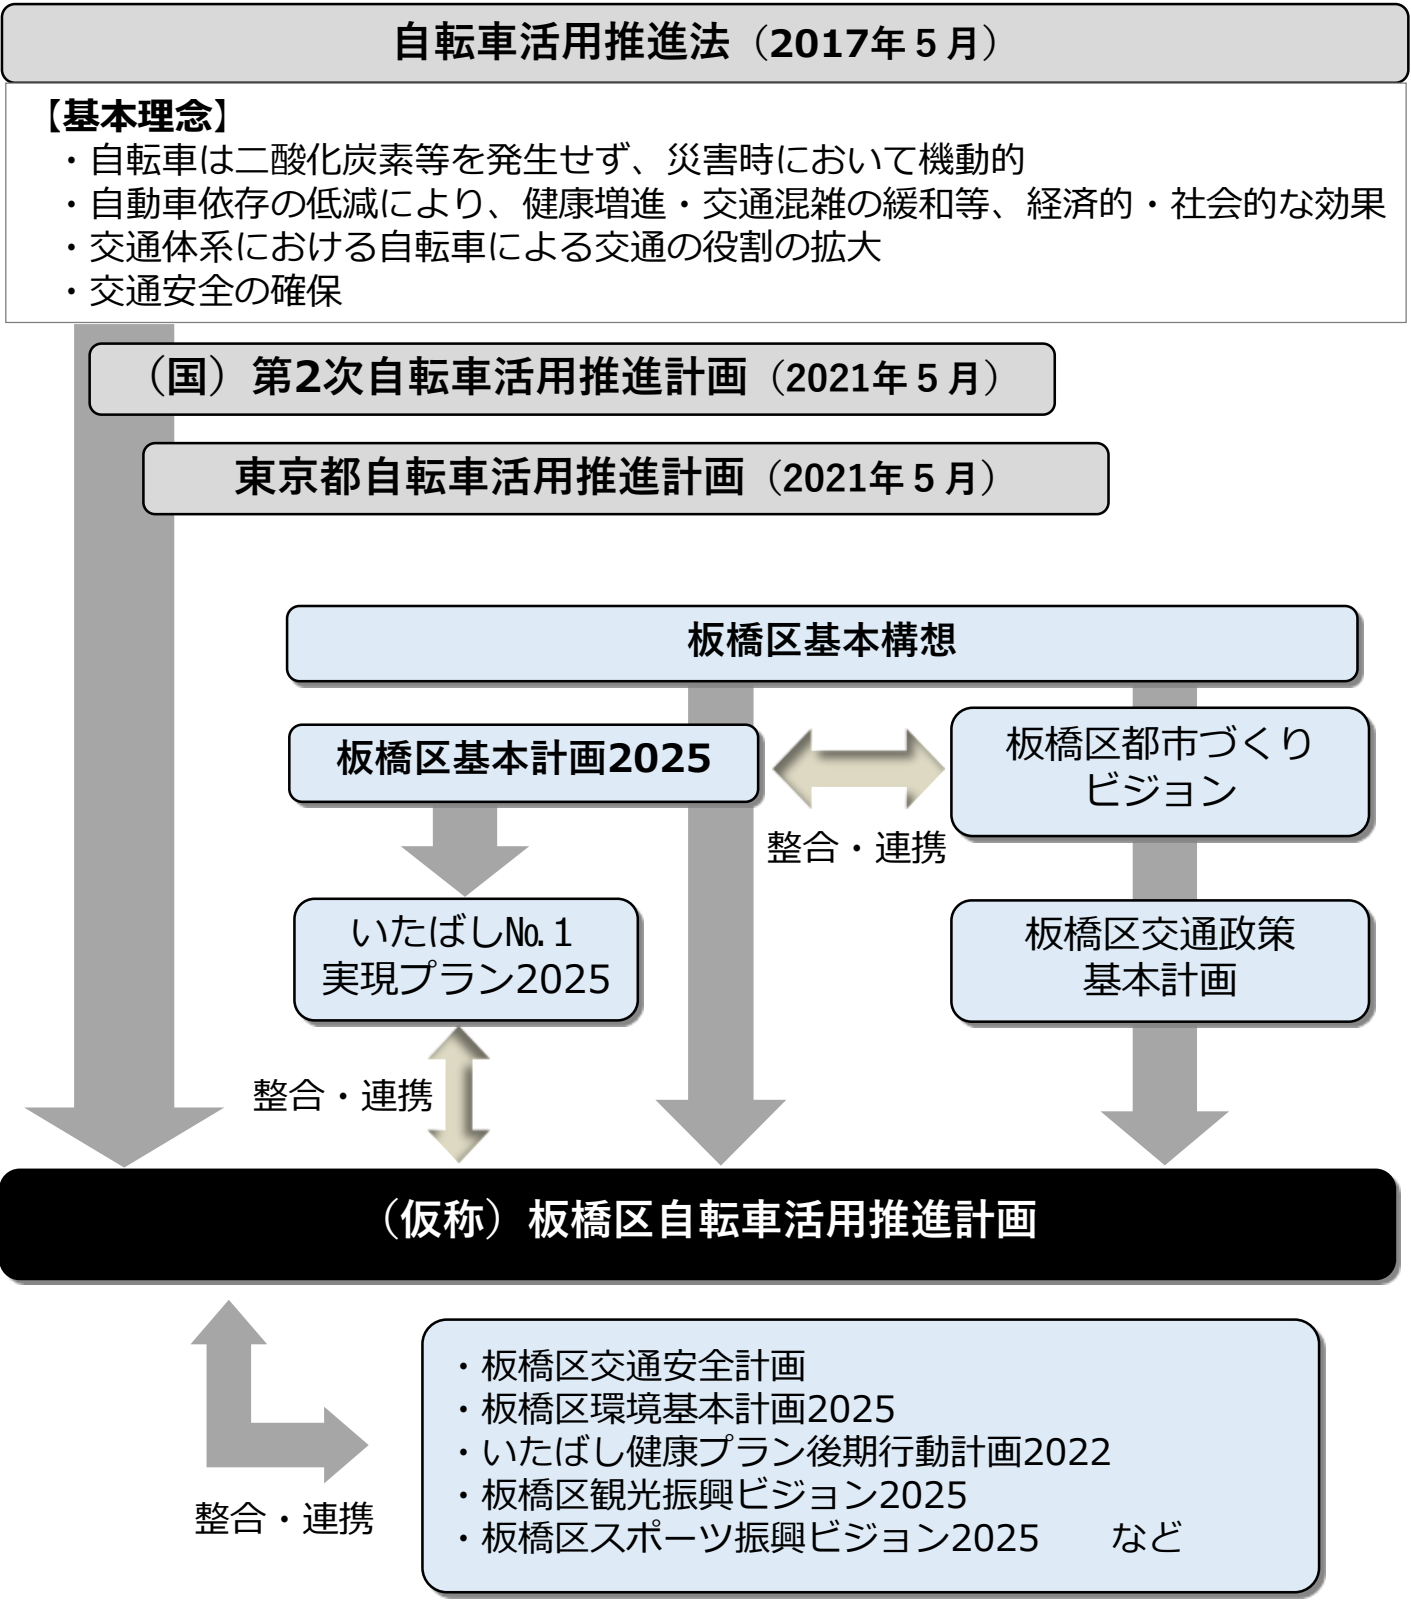 自転車活用推進法（2017年５月）
【基本理念】
・自転車は二酸化炭素等を発生せず、災害時において機動的
・自動車依存の低減により、健康増進・交通混雑の緩和等、経済的・社会的な効果
・交通体系における自転車による交通の役割の拡大
・交通安全の確保
（国）第2次自転車活用推進計画（2021年５月）
東京都自転車活用推進計画（2021年５月）
板橋区基本構想
板橋区基本計画2025
板橋区都市づくり
ビジョン
整合・連携
いたばし№１
実現プラン2025
板橋区交通政策
基本計画
整合・連携
（仮称）板橋区自転車活用推進計画
・板橋区交通安全計画
・板橋区環境基本計画2025
・いたばし健康プラン後期行動計画2022
・板橋区観光振興ビジョン2025
・板橋区スポーツ振興ビジョン2025　　など
整合・連携